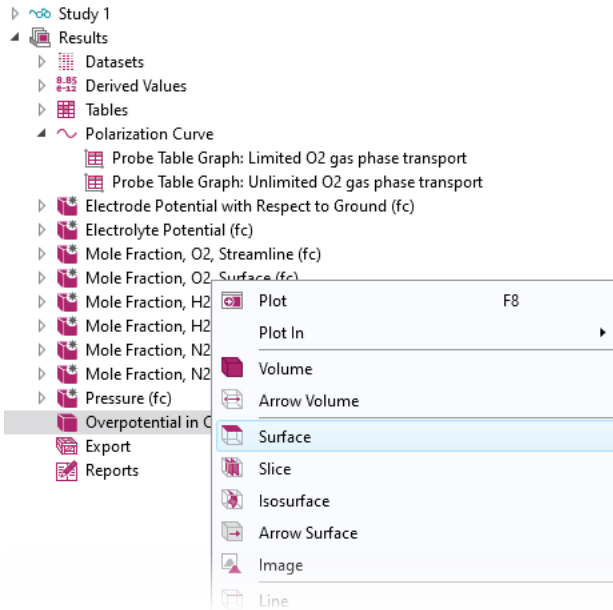 Study 1
Results
Datasets
8.85
e-12 Derived Values
Tables
Polarization Curve
Probe Table Graph: Limited O2 gas phase transport
Probe Table Graph: Unlimited O2 gas phase transport
Electrode Potential with Respect to Ground (fc)
Electrolyte Potential (fc)
Mole Fraction, O2, Streamline (fc)
Mole Fraction, O2, Surface (fc)
Mole Fraction, H2
Mole Fraction, H2
Mole Fraction, N2
Mole Fraction, N2
Pressure (fc)
Overpotential in C
Export
Reports
Plot F8
Plot In
Volume
Arrow Volume
Surface
Slice
Isosurface
Arrow Surface
Image
Line